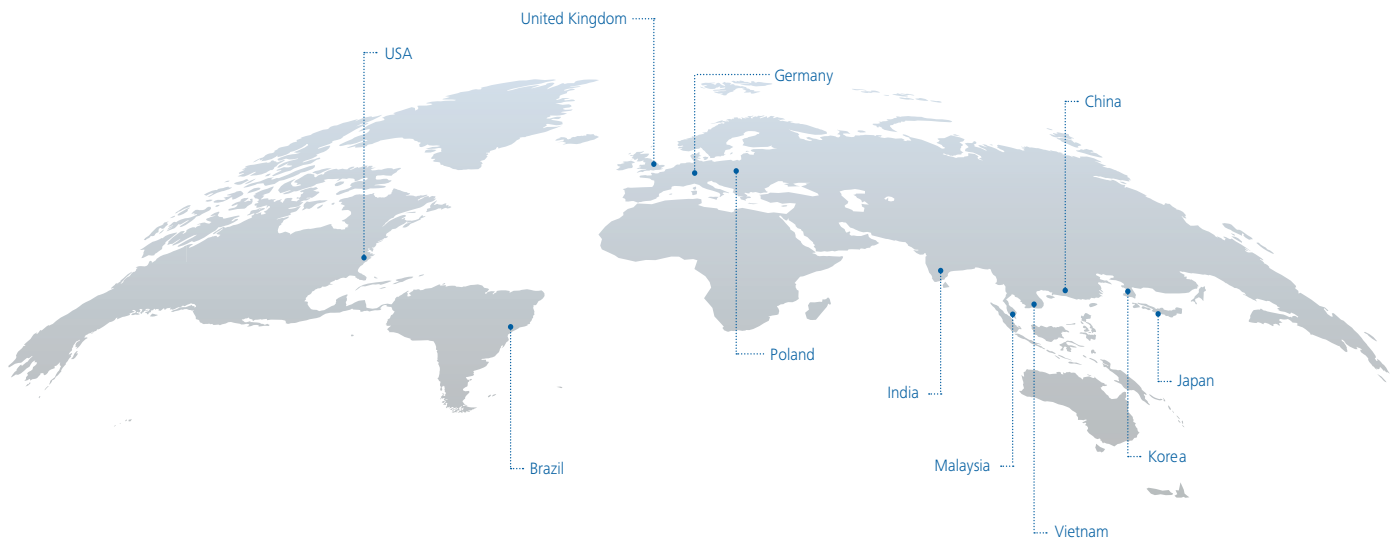 United Kingdom
USA
Germany
China
Poland
Japan
India
Korea
Malaysia
Brazil
Vietnam